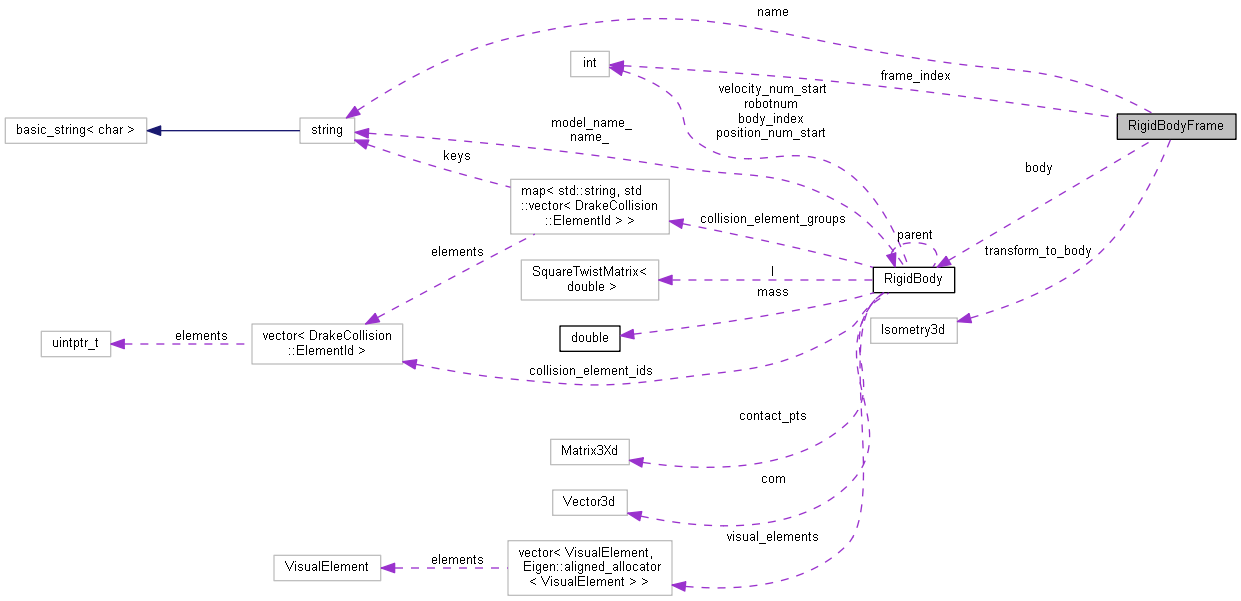 name
int
frame_index
velocity_num_start
robotnum
body_index
position_num_start
basic_string< char >
string
RigidBodyFrame
model_name_
name_
keys
body
map< std::string, std
::vector< DrakeCollision
::ElementId > >
collision_element_groups
parent
elements
transform_to_body
SquareTwistMatrix<
double >
I
RigidBody
mass
uintptr_t
elements
vector< DrakeCollision
::ElementId >
double
Isometry3d
collision_element_ids
contact_pts
Matrix3Xd
com
Vector3d
visual_elements
VisualElement
elements
vector< VisualElement,
Eigen::aligned_allocator
< VisualElement > >